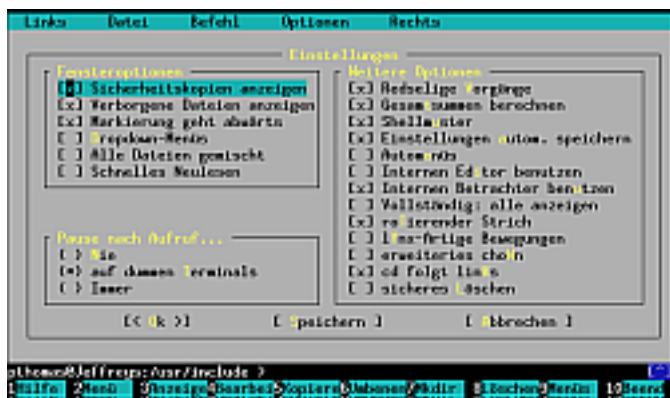 Links Datei Befehl Optionen Rechts
Einstellungen
Fensteroptionen
[x] Sicherheitskopien anzeigen
[x] Verborgene Dateien anzeigen
[x] Markierung geht abwärts
[ ] Dropdown-Menüs
[ ] Alle Dateien gemischt
[ ] Schnelles Neulesen
Pause nach Aufruf...
( ) Nie
(*) auf dummen Terminals
( ) Immer
Weitere Optionen
[x] Redselige Vorgänge
[x] Gesamtsummen berechnen
[x] Shellmuster
[x] Einstellungen autom. speichern
[ ] Automenüs
[ ] Internen Editor benutzen
[x] Internen Betrachter benutzen
[ ] Vollständig: alle anzeigen
[x] rotierender Strich
[ ] lynx-Artige Bewegungen
[ ] erweitertes chown
[x] cd folgt links
[ ] sicheres Löschen
[< Ok >] [ Speichern ] [ Abbrechen ]
pthomas@Jeffreys:/usr/include >
1Hilfe 2Menü 3Anzeige 4Bearbei 5Kopiere 6Umbenen 7Mkdir 8Löschen 9Menüs 10Beend